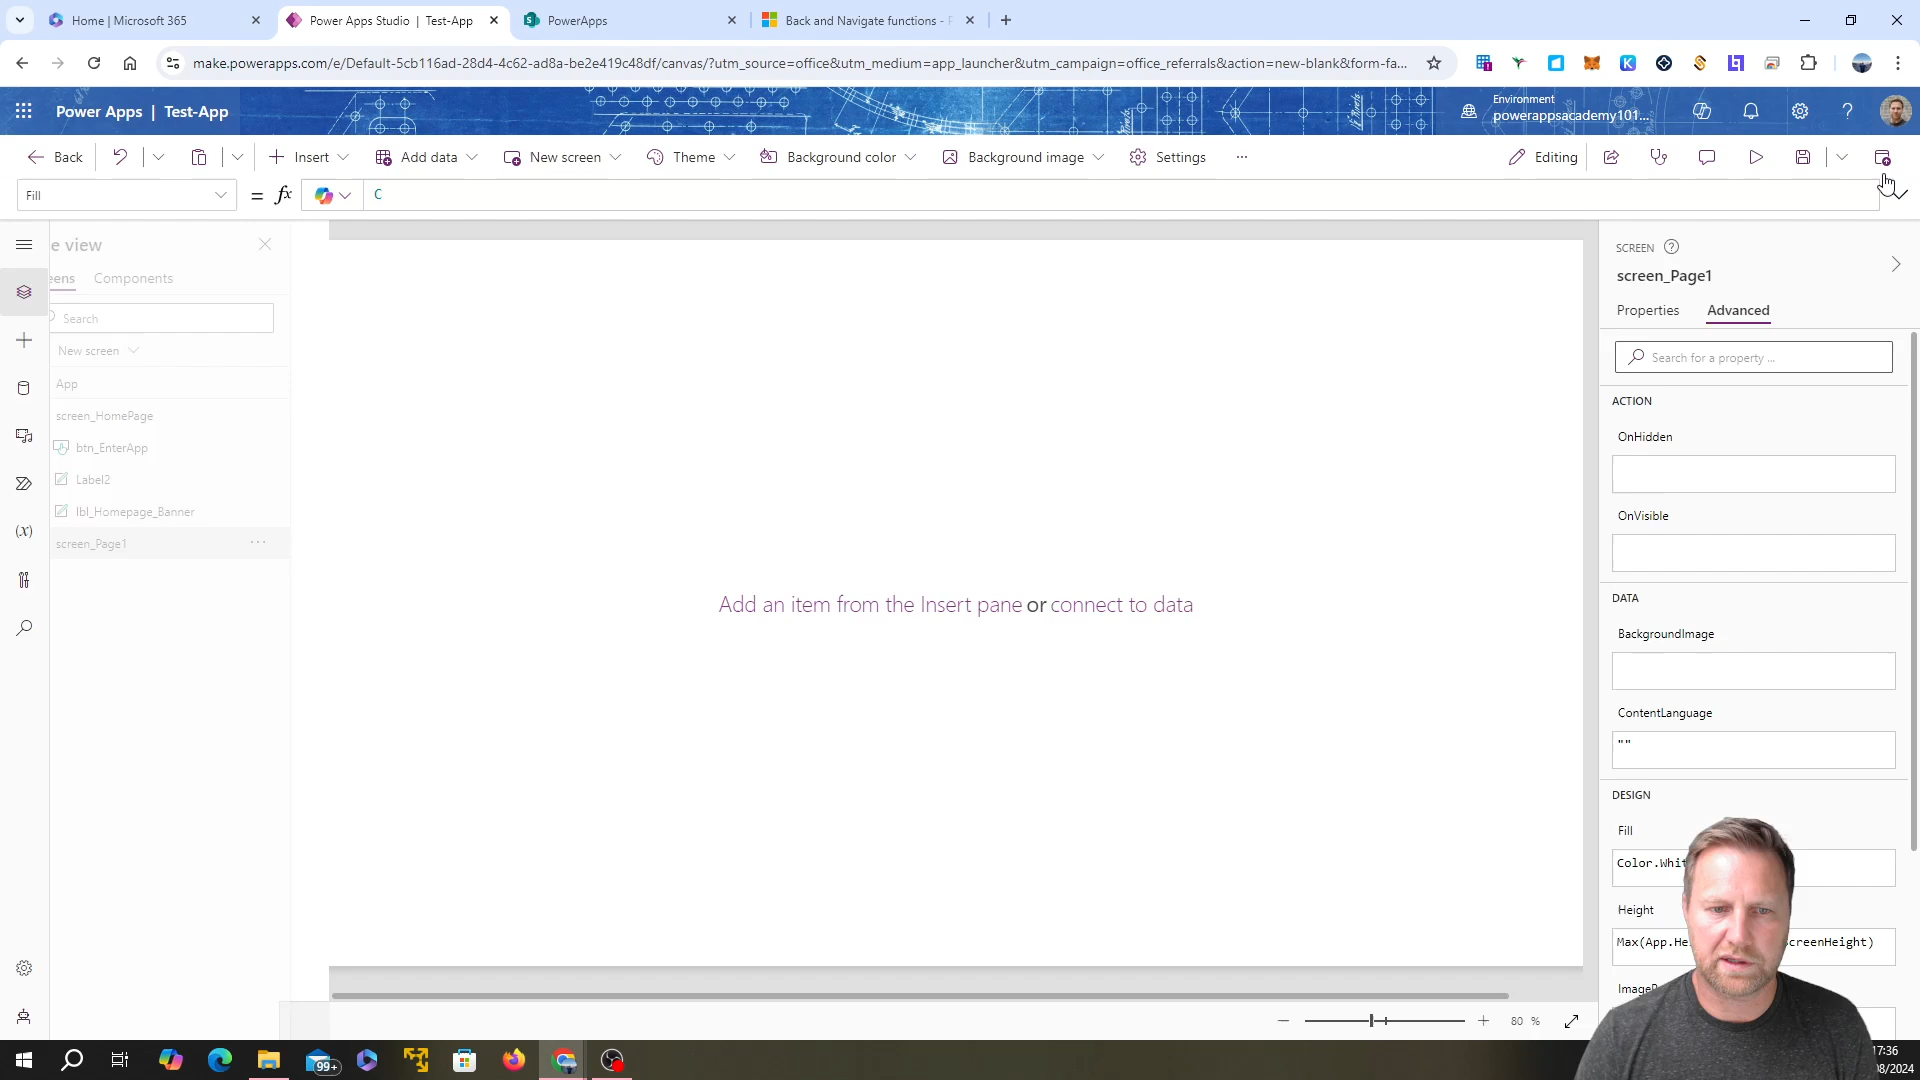 Home | Microsoft 365
Power Apps Studio | Test-App
PowerApps
Back and Navigate functions -
make.powerapps.com/e/Default-5cb116ad-28d4-4c62-ad8a-be2e419c48df/canvas/?utm_source=office&utm_medium=app_launcher&utm_campaign=office_referrals&action=new-blank&form-fa...
Power Apps | Test-App
Environment
powerappsacademy101...
Back
Insert
Add data
New screen
Theme
Background color
Background image
Settings
...
Editing
Fill
= fx
C
e view
eens
Components
Search
New screen
App
screen_HomePage
btn_EnterApp
Label2
lbl_Homepage_Banner
screen_Page1
...
(x)
Add an item from the Insert pane or connect to data
80 %
SCREEN
screen_Page1
Properties
Advanced
Search for a property ...
ACTION
OnHidden
OnVisible
DATA
BackgroundImage
ContentLanguage
""
DESIGN
Fill
Color.Whit
Height
Max(App.He
creenHeight)
99+
17:36
08/2024